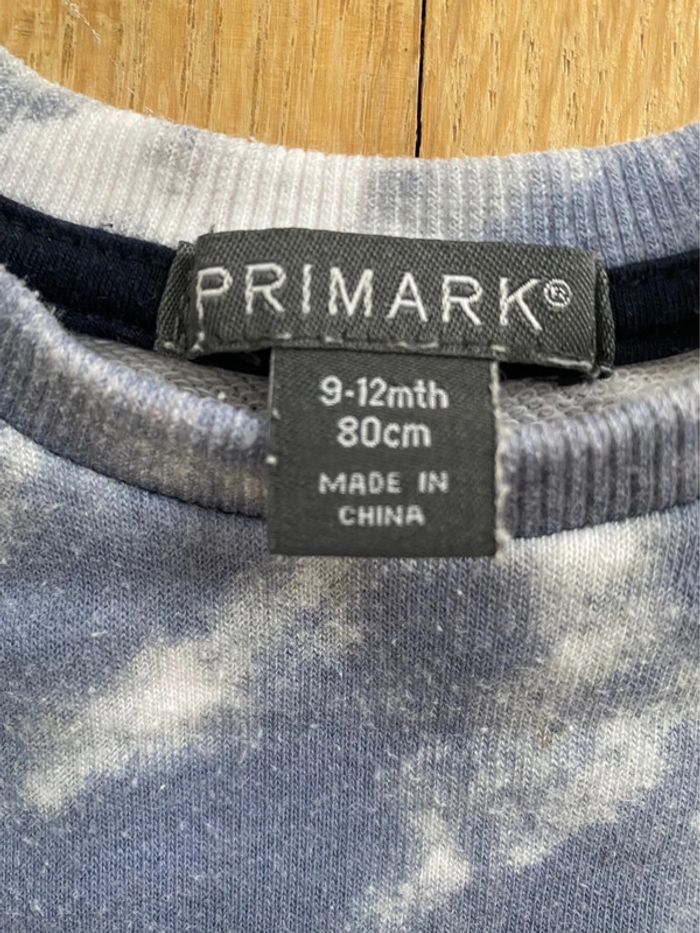 PRIMARK®
9-12mth
80cm
MADE IN
CHINA